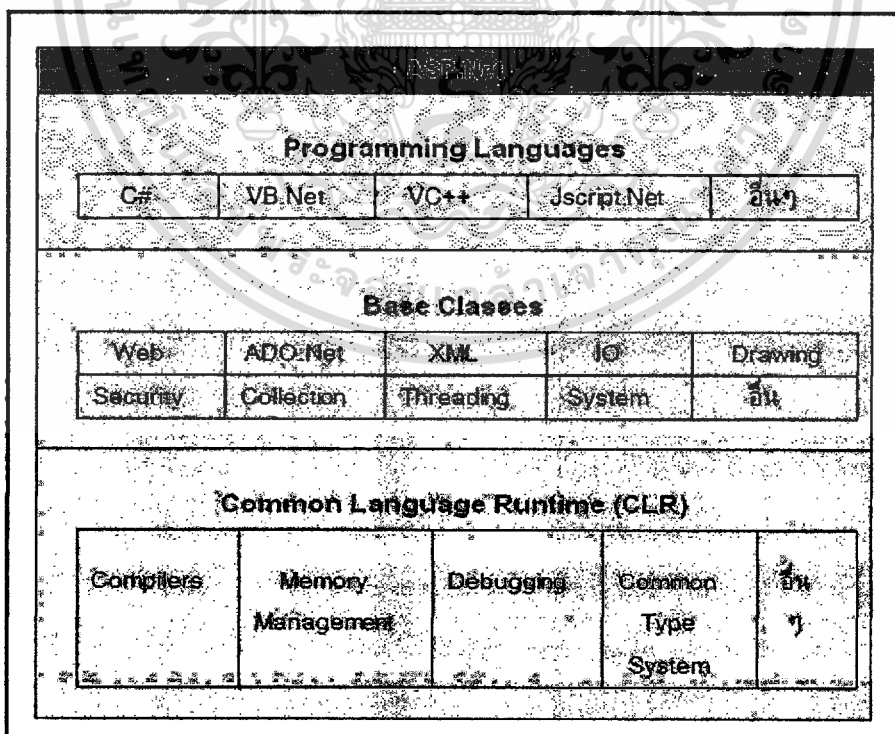 ASP.Net
Programming Languages
C# VB.Net VC++ Jscript.Net อื่นๆ
Base Classes
Web ADO.Net XML IO Drawing
Security Collection Threading System อื่น
Common Language Runtime (CLR)
Compilers Memory Debugging Common อื่น
Management Type ๆ
System